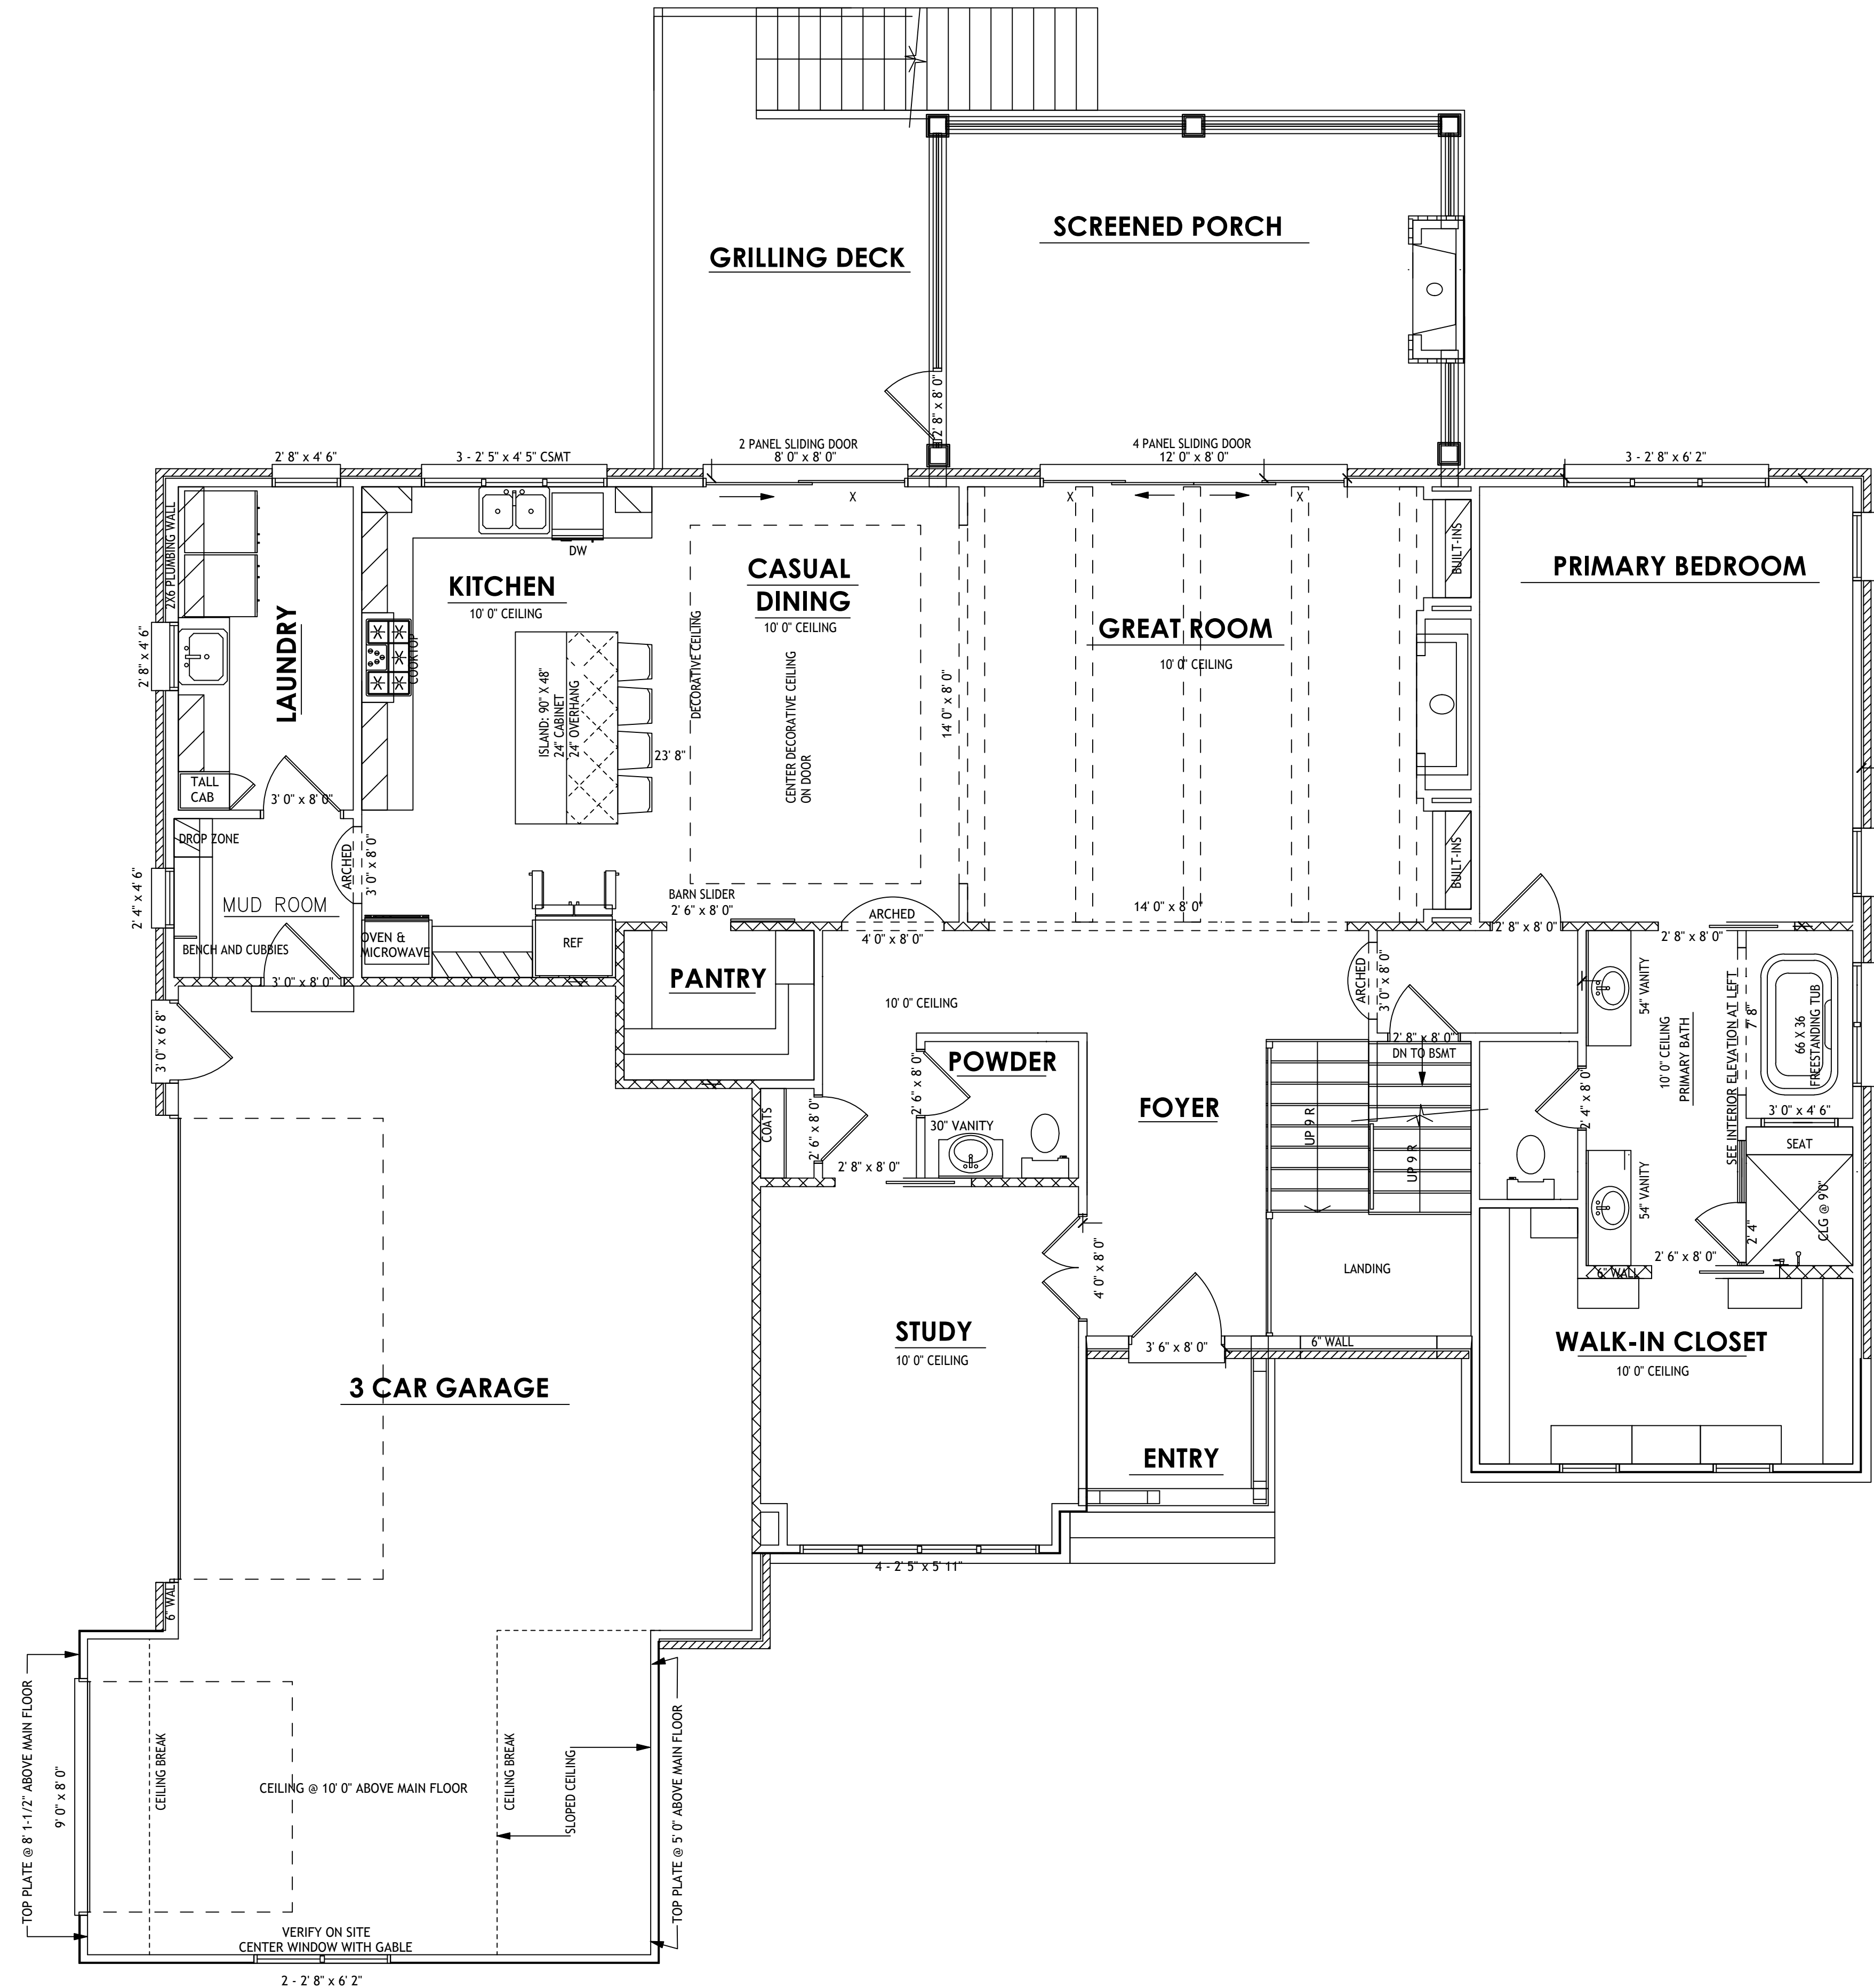 GRILLING DECK
SCREENED PORCH
2' 8" x 8' 0"
2' 8" x 4' 6"
3 - 2' 5" x 4' 5" CSMT
2 PANEL SLIDING DOOR
8' 0" x 8' 0"
4 PANEL SLIDING DOOR
12' 0" x 8' 0"
3 - 2' 8" x 6' 2"
X
X
X
2X6 PLUMBING WALL
2' 8" x 4' 6"
LAUNDRY
TALL
CAB
3' 0" x 8' 0"
DW
KITCHEN
10' 0" CEILING
COOKTOP
ISLAND: 90" X 48"
24" CABINET
24" OVERHANG
23' 8"
CASUAL
DINING
10' 0" CEILING
DECORATIVE CEILING
CENTER DECORATIVE CEILING
ON DOOR
14' 0" x 8' 0"
GREAT ROOM
10' 0" CEILING
14' 0" x 8' 0"
BUILT-INS
BUILT-INS
PRIMARY BEDROOM
2' 8" x 8' 0"
DROP ZONE
2' 4" x 4' 6"
MUD ROOM
BENCH AND CUBBIES
3' 0" x 8' 0"
ARCHED
3' 0" x 8' 0"
OVEN &
MICROWAVE
REF
BARN SLIDER
2' 6" x 8' 0"
ARCHED
4' 0" x 8' 0"
PANTRY
10' 0" CEILING
3' 0" x 6' 8"
COATS
2' 6" x 8' 0"
2' 6" x 8' 0"
POWDER
30" VANITY
2' 8" x 8' 0"
FOYER
ARCHED
3' 0" x 8' 0"
2' 8" x 8' 0"
DN TO BSMT
UP 9 R
UP 9 R
LANDING
6" WALL
2' 8" x 8' 0"
54" VANITY
10' 0" CEILING
PRIMARY BATH
SEE INTERIOR ELEVATION AT LEFT
7' 8"
66 X 36
FREESTANDING TUB
3' 0" x 4' 6"
SEAT
2' 4" x 8' 0"
54" VANITY
CLG @ 9'0"
2' 4"
2' 6" x 8' 0"
6" WALL
WALK-IN CLOSET
10' 0" CEILING
STUDY
10' 0" CEILING
4' 0" x 8' 0"
3' 6" x 8' 0"
ENTRY
4 - 2' 5" x 5' 11"
3 CAR GARAGE
6" WALL
TOP PLATE @ 8' 1-1/2" ABOVE MAIN FLOOR
9' 0" x 8' 0"
CEILING BREAK
CEILING @ 10' 0" ABOVE MAIN FLOOR
CEILING BREAK
SLOPED CEILING
TOP PLATE @ 5' 0" ABOVE MAIN FLOOR
VERIFY ON SITE
CENTER WINDOW WITH GABLE
2 - 2' 8" x 6' 2"